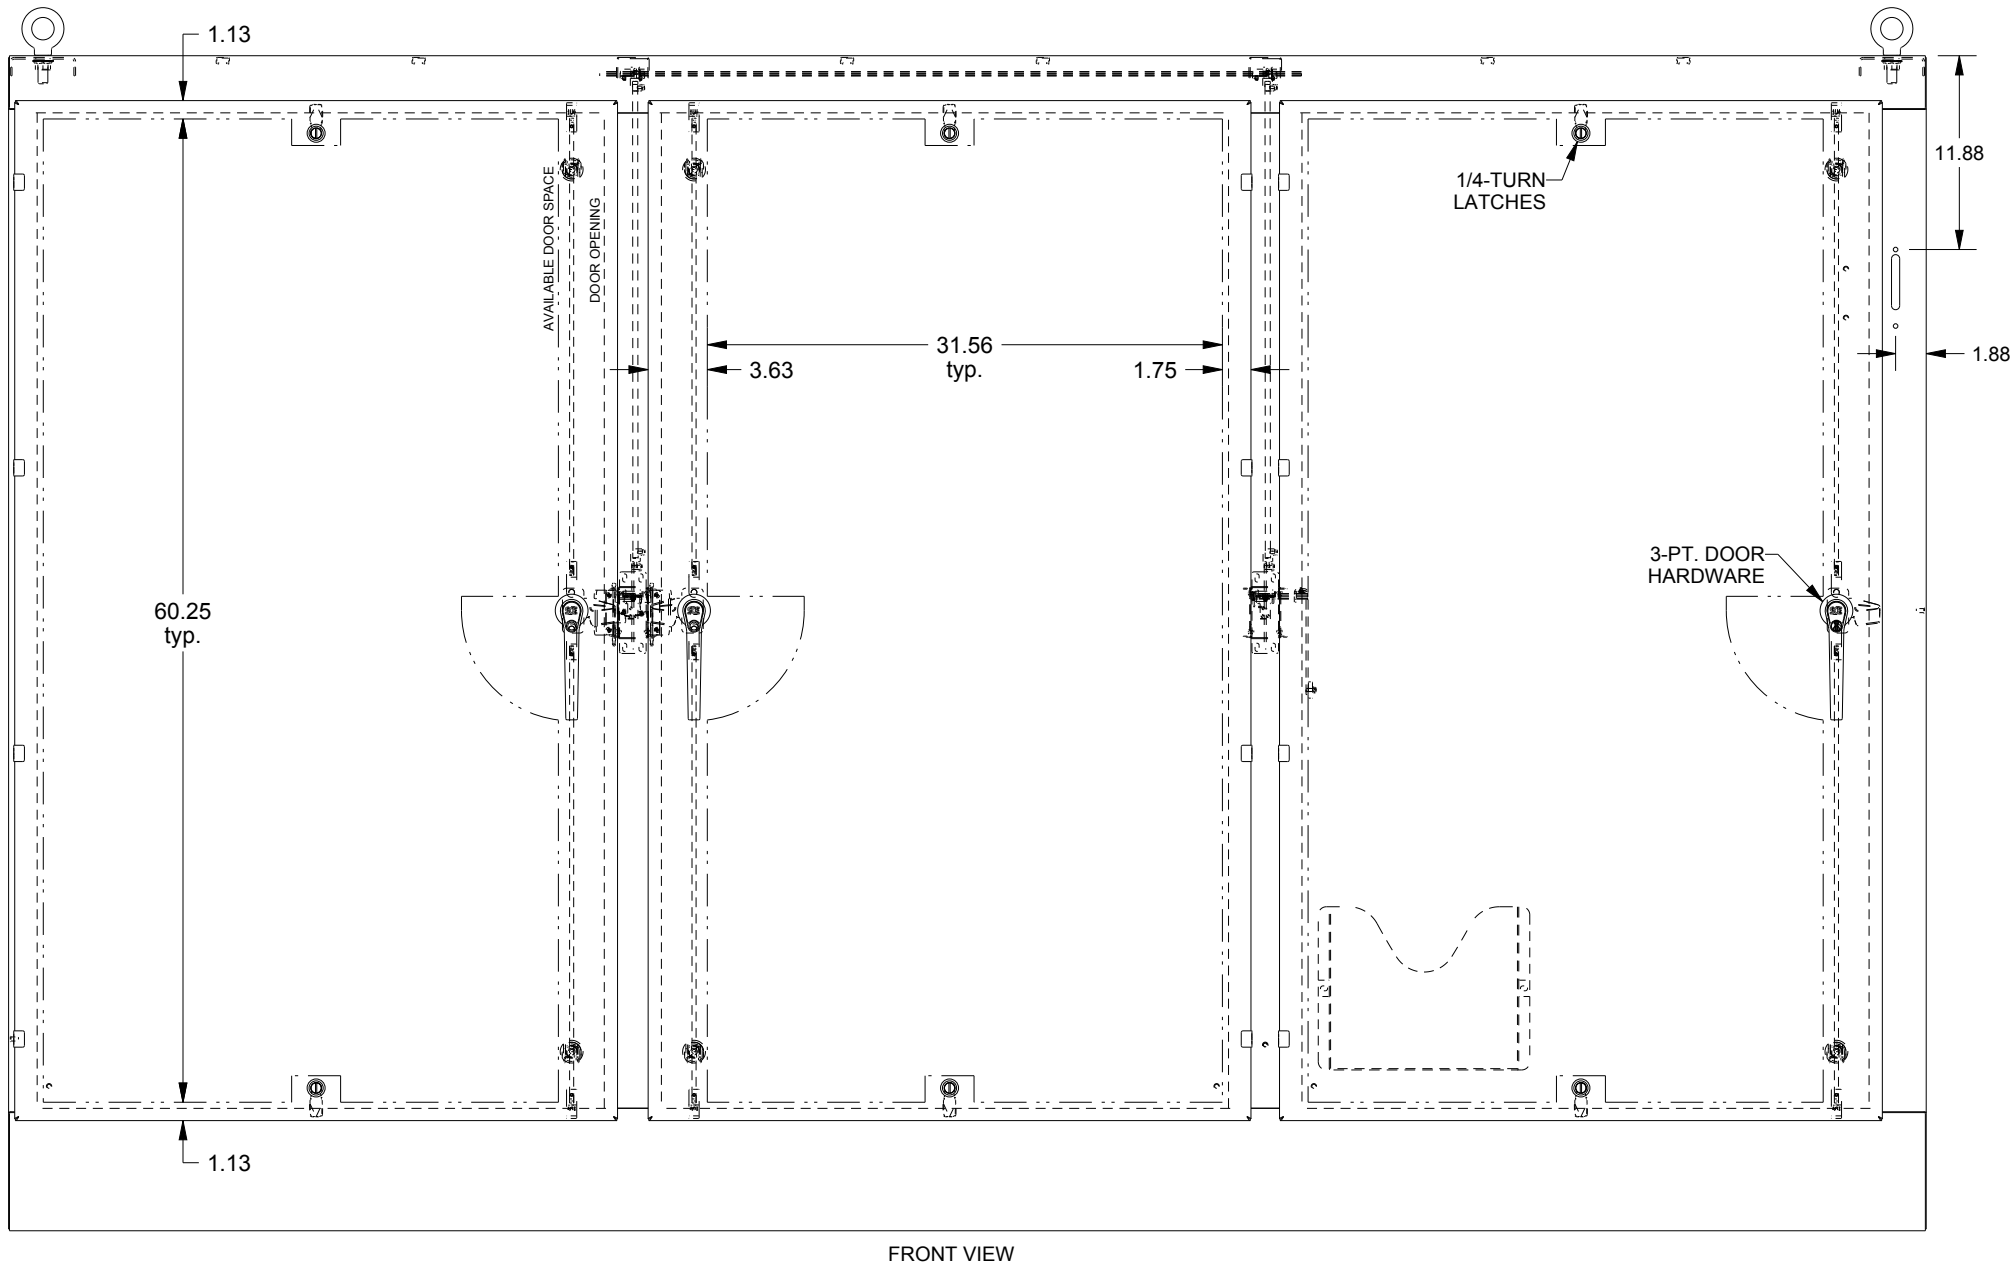 1.13
11.88
1/4-TURN
LATCHES
AVAILABLE DOOR SPACE
DOOR OPENING
31.56
typ.
3.63
1.75
1.88
3-PT. DOOR
HARDWARE
60.25
typ.
1.13
FRONT VIEW